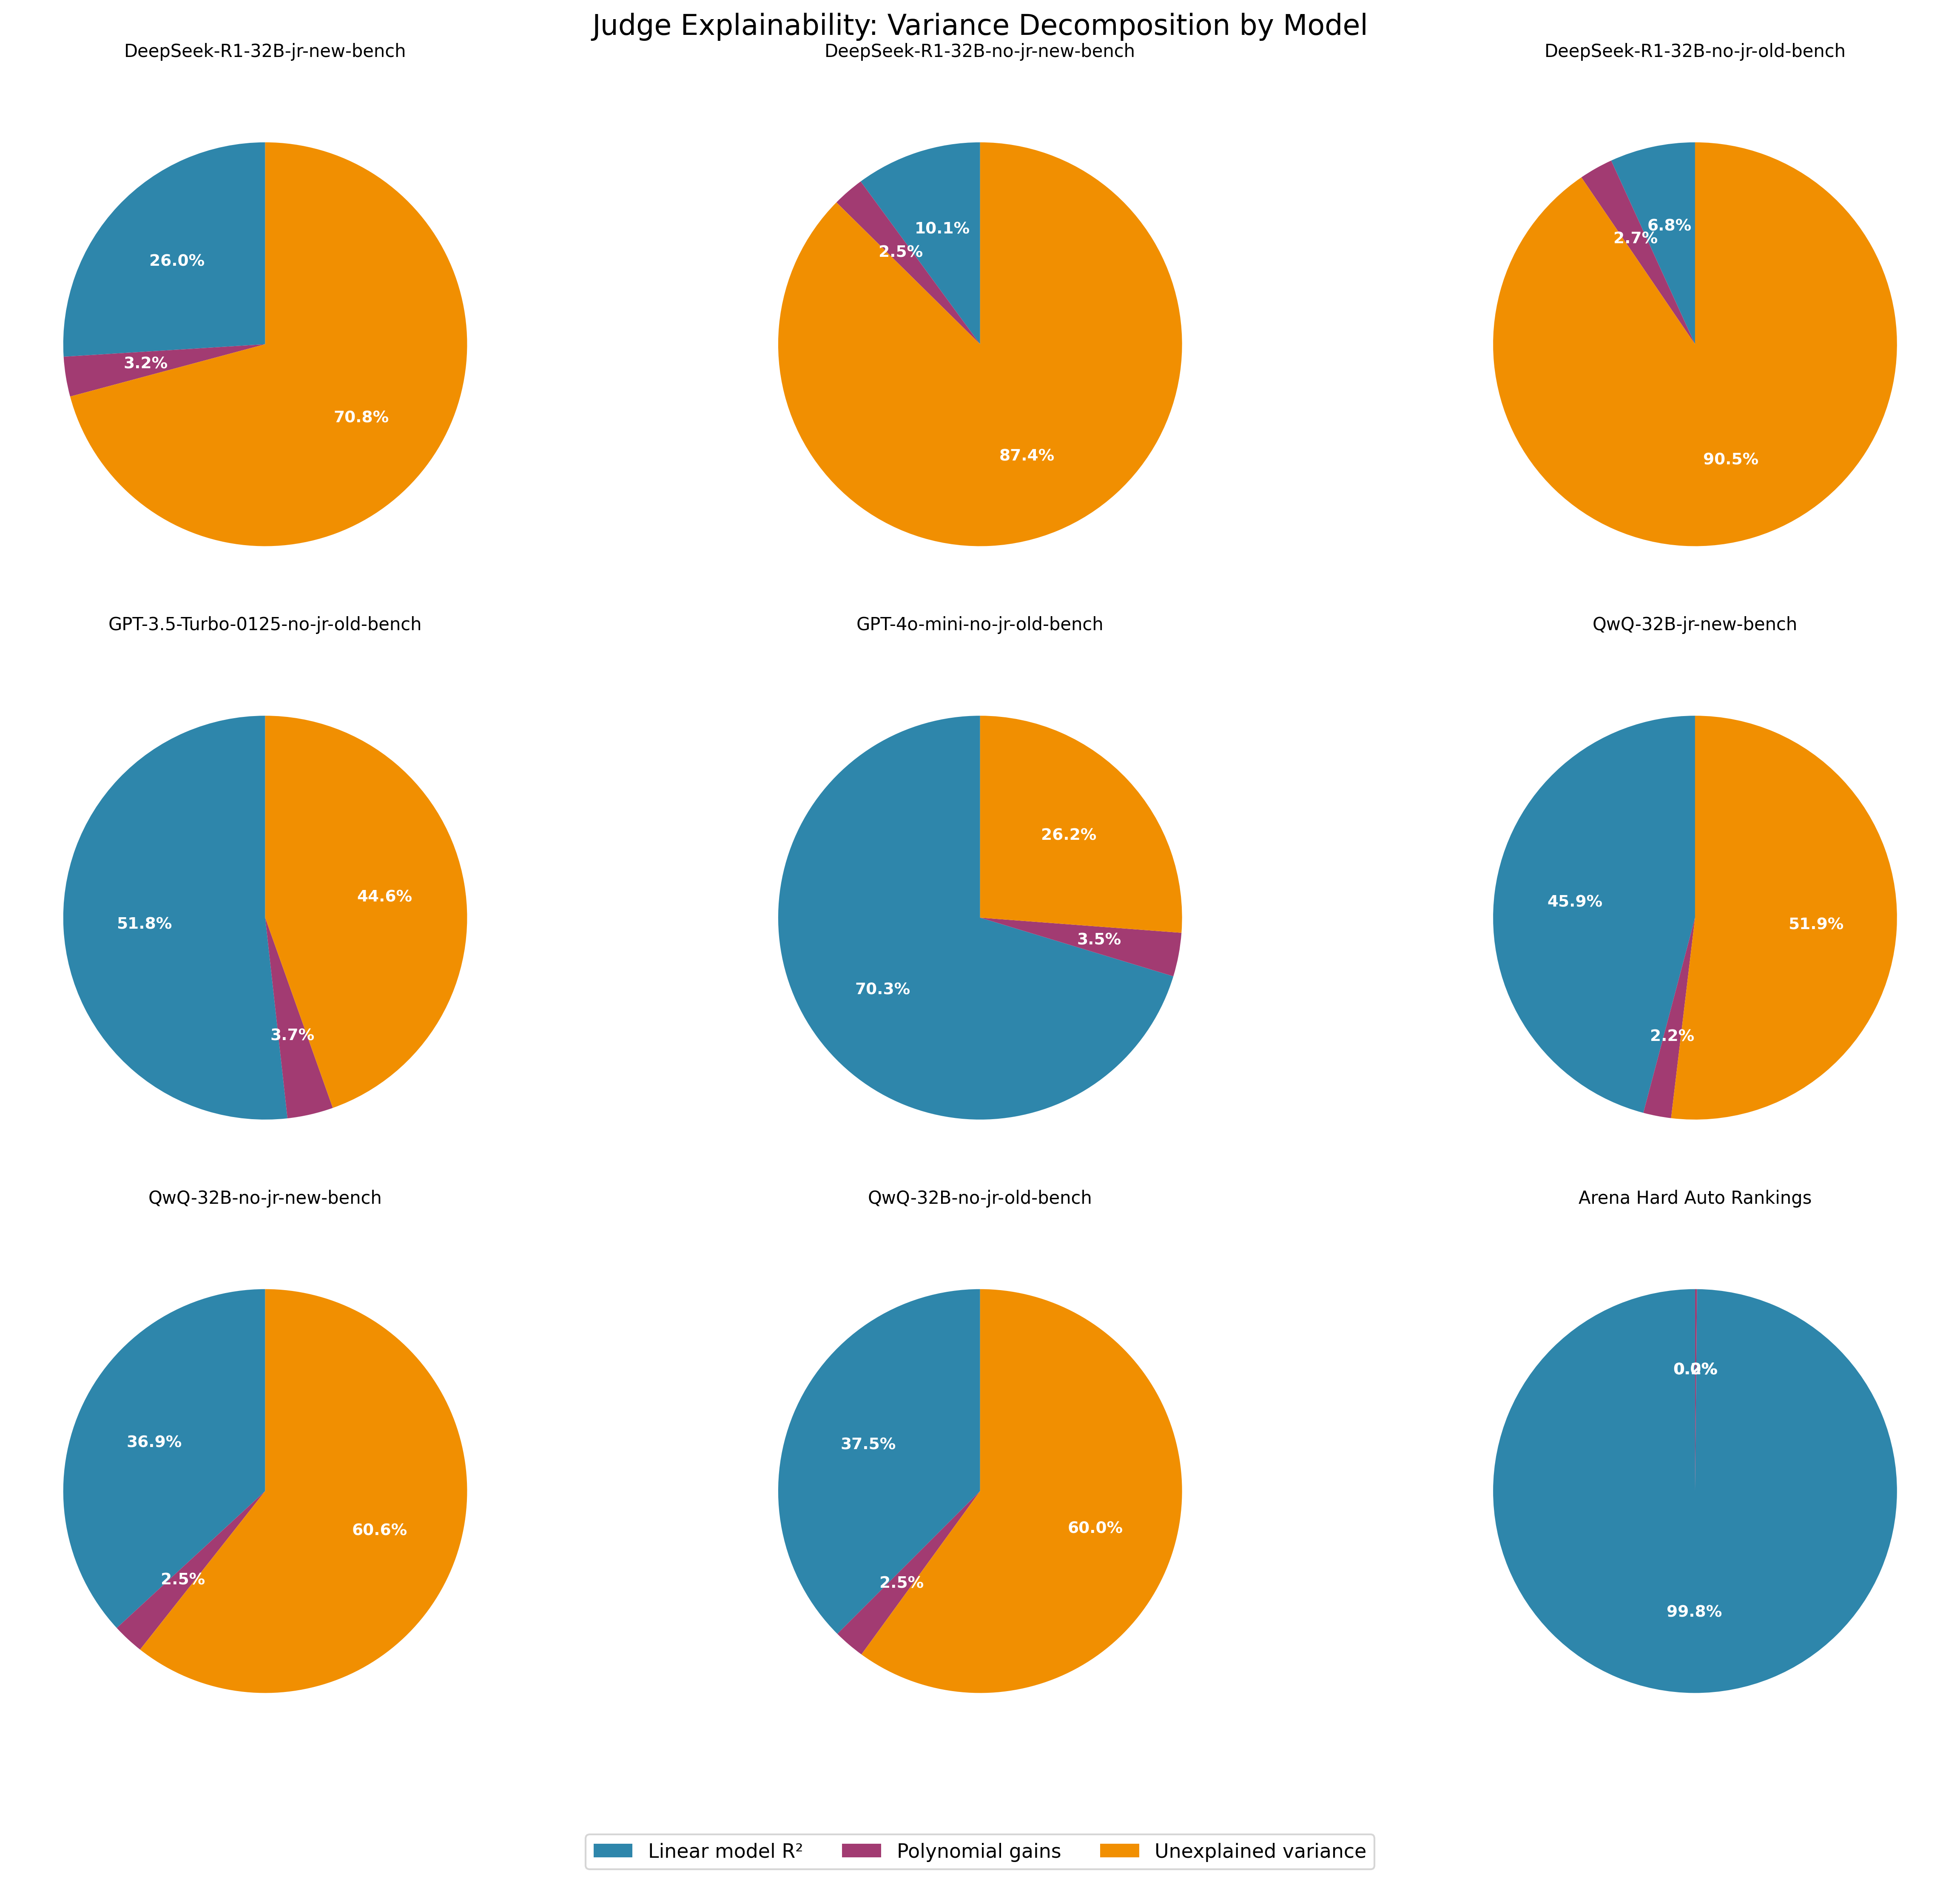 Judge Explainability: Variance Decomposition by Model
DeepSeek-R1-32B-jr-new-bench
DeepSeek-R1-32B-no-jr-new-bench
DeepSeek-R1-32B-no-jr-old-bench
26.0%
3.2%
70.8%
10.1%
2.5%
87.4%
6.8%
2.7%
90.5%
GPT-3.5-Turbo-0125-no-jr-old-bench
GPT-4o-mini-no-jr-old-bench
QwQ-32B-jr-new-bench
51.8%
3.7%
44.6%
70.3%
3.5%
26.2%
45.9%
2.2%
51.9%
QwQ-32B-no-jr-new-bench
QwQ-32B-no-jr-old-bench
Arena Hard Auto Rankings
36.9%
2.5%
60.6%
37.5%
2.5%
60.0%
99.8%
Linear model R²
Polynomial gains
Unexplained variance